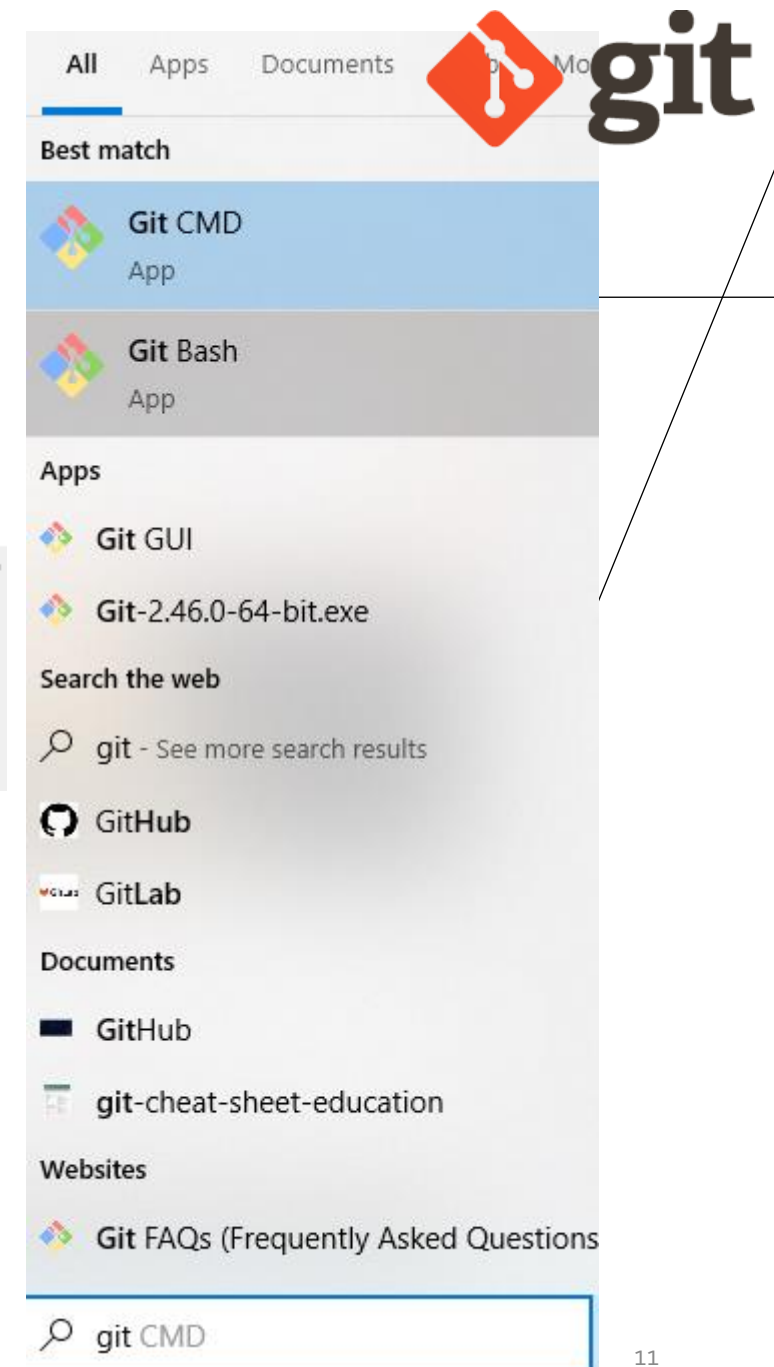 All Apps Documents Mo
git
Best match
Git CMD
App
Git Bash
App
Apps
Git GUI
Git-2.46.0-64-bit.exe
Search the web
git - See more search results
GitHub
GitLab
Documents
GitHub
git-cheat-sheet-education
Websites
Git FAQs (Frequently Asked Questions
git CMD
11